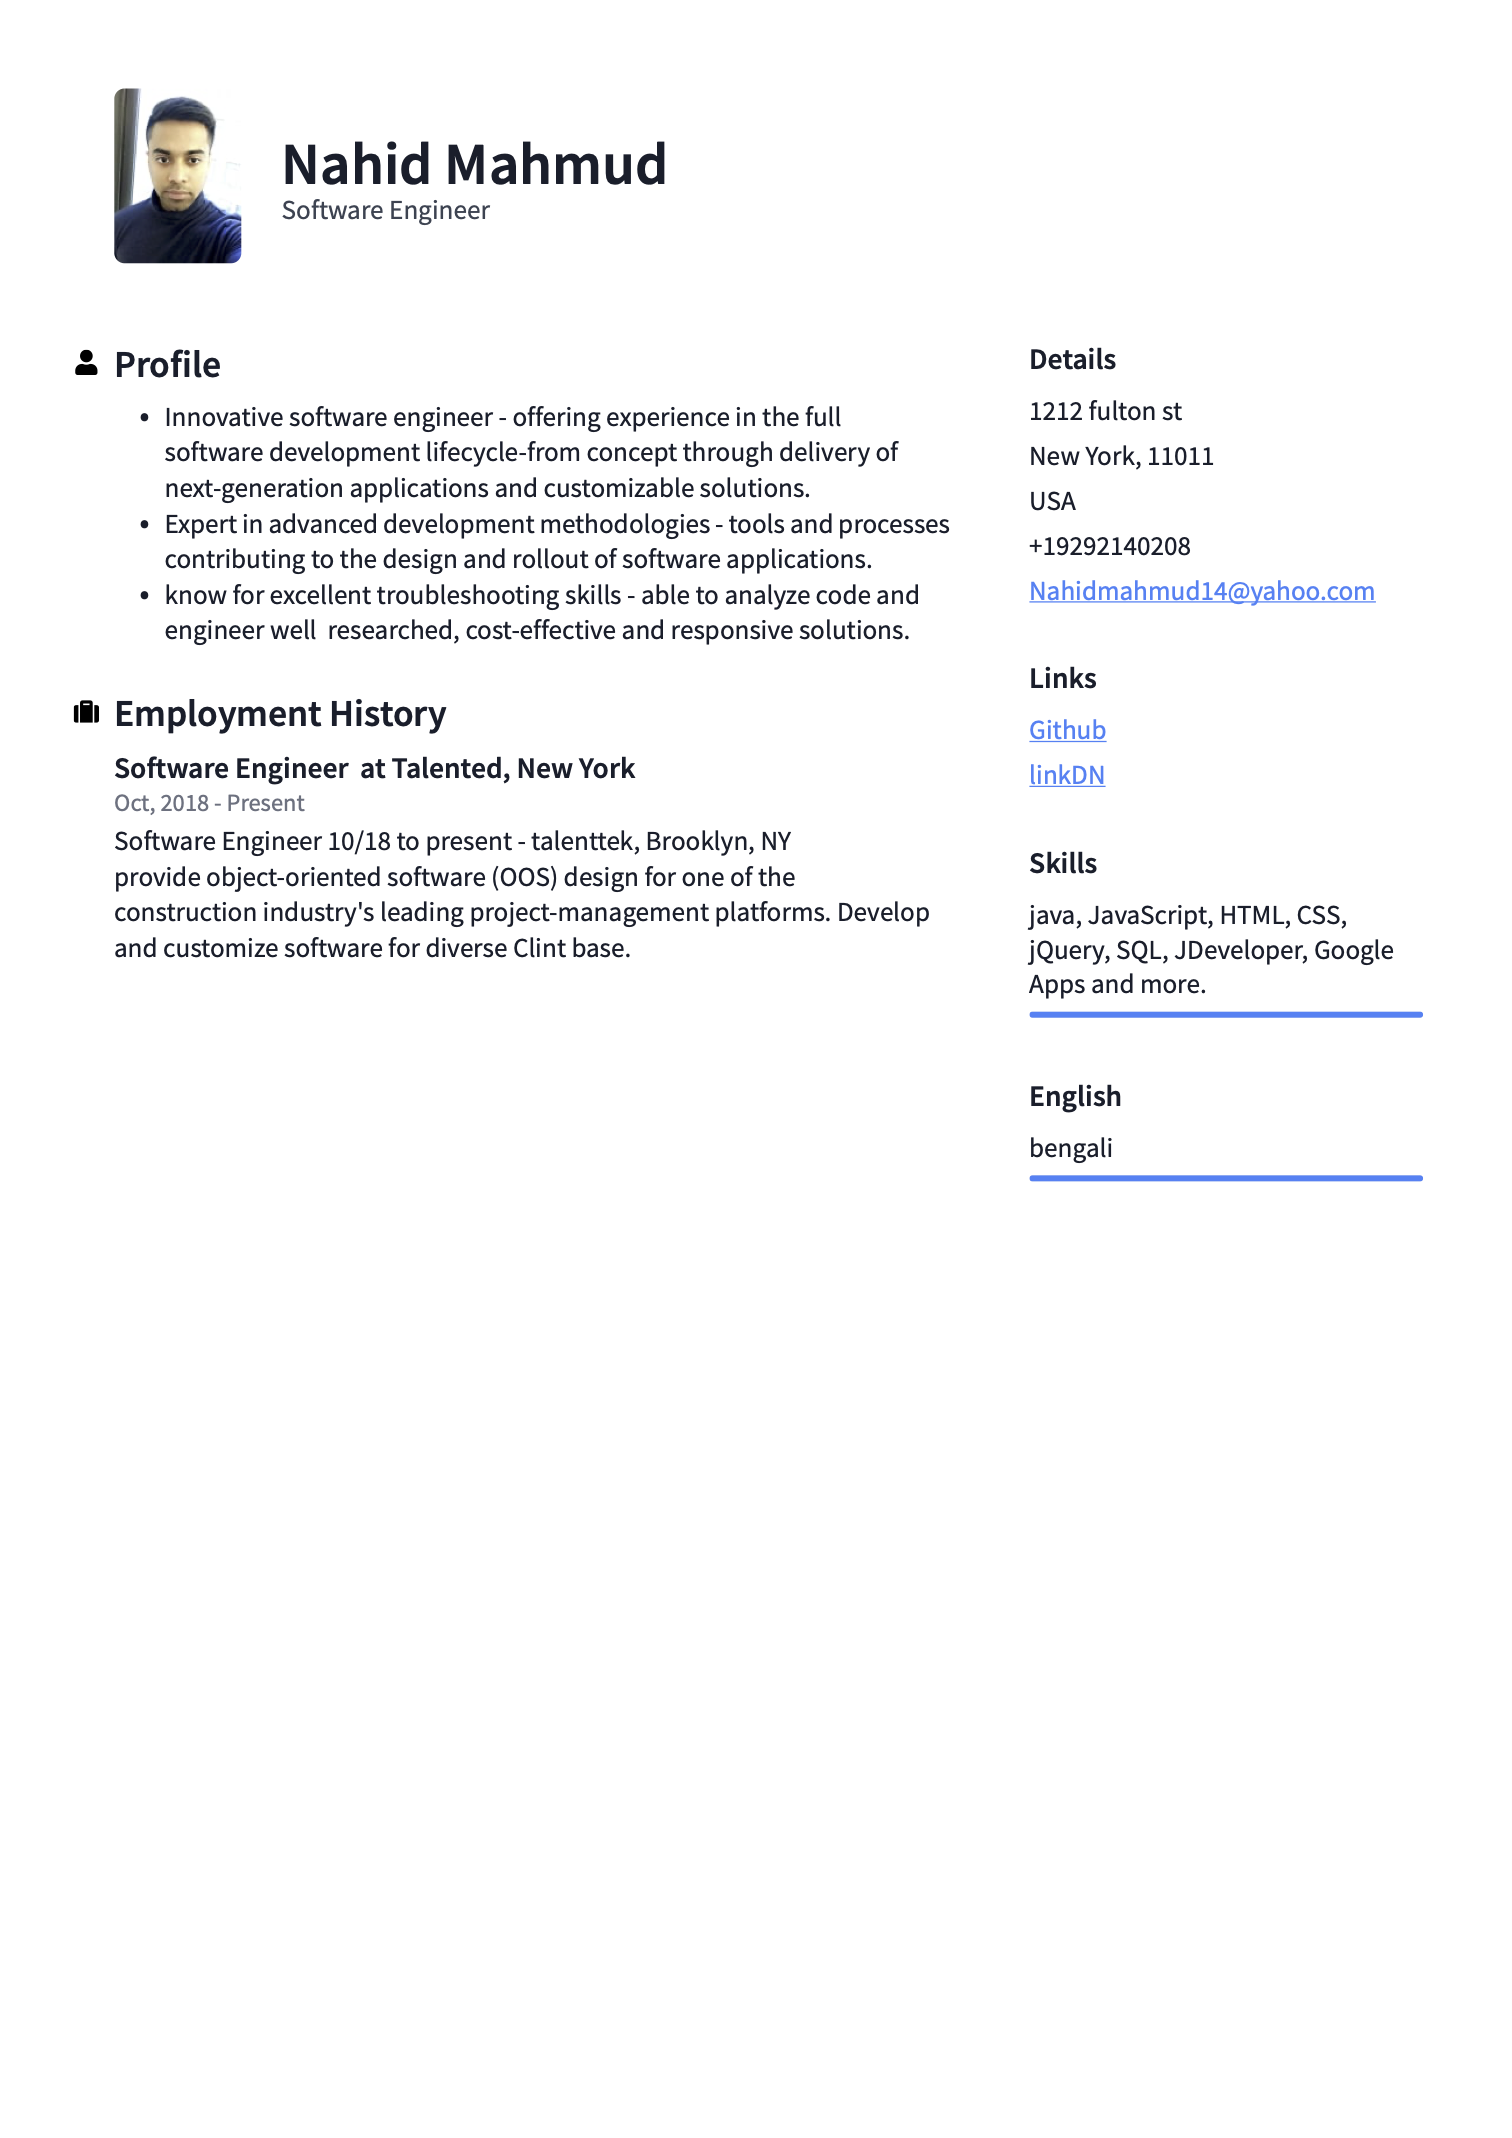 Nahid Mahmud
Software Engineer
Profile
• Innovative software engineer - offering experience in the full
software development lifecycle-from concept through delivery of
next-generation applications and customizable solutions.
• Expert in advanced development methodologies - tools and processes
contributing to the design and rollout of software applications.
• know for excellent troubleshooting skills - able to analyze code and
engineer well  researched, cost-effective and responsive solutions.
Employment History
Software Engineer  at Talented, New York
Oct, 2018 - Present
Software Engineer 10/18 to present - talenttek, Brooklyn, NY
provide object-oriented software (OOS) design for one of the
construction industry's leading project-management platforms. Develop
and customize software for diverse Clint base.
Details
1212 fulton st
New York, 11011
USA
+19292140208
Nahidmahmud14@yahoo.com
Links
Github
linkDN
Skills
java, JavaScript, HTML, CSS,
jQuery, SQL, JDeveloper, Google
Apps and more.
English
bengali